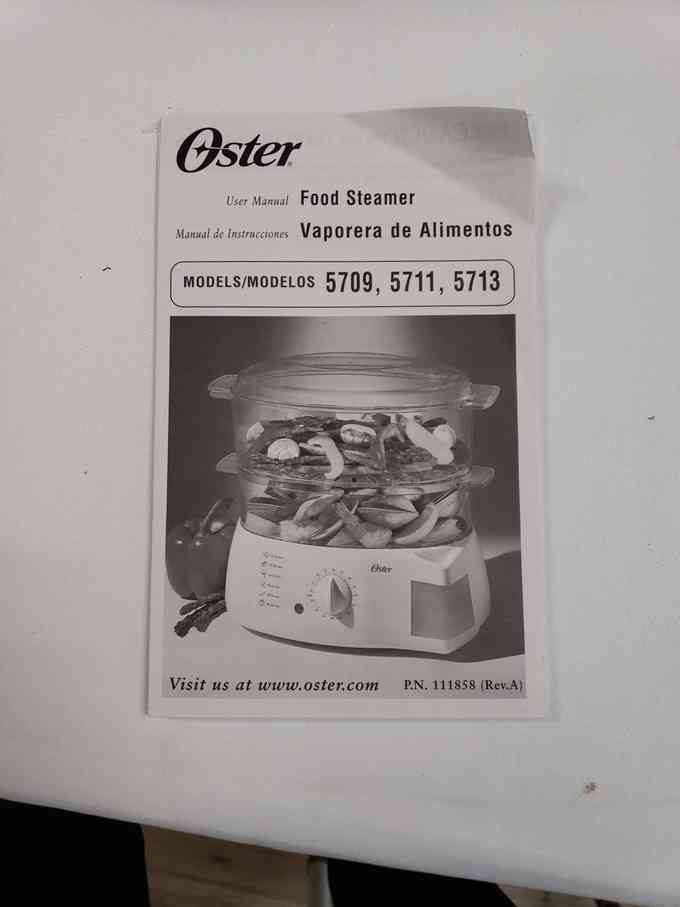 Oster
User Manual Food Steamer
Manual de Instrucciones Vaporera de Alimentos
MODELS/MODELOS 5709, 5711, 5713
Oster
Visit us at www.oster.com P.N. 111858 (Rev.A)